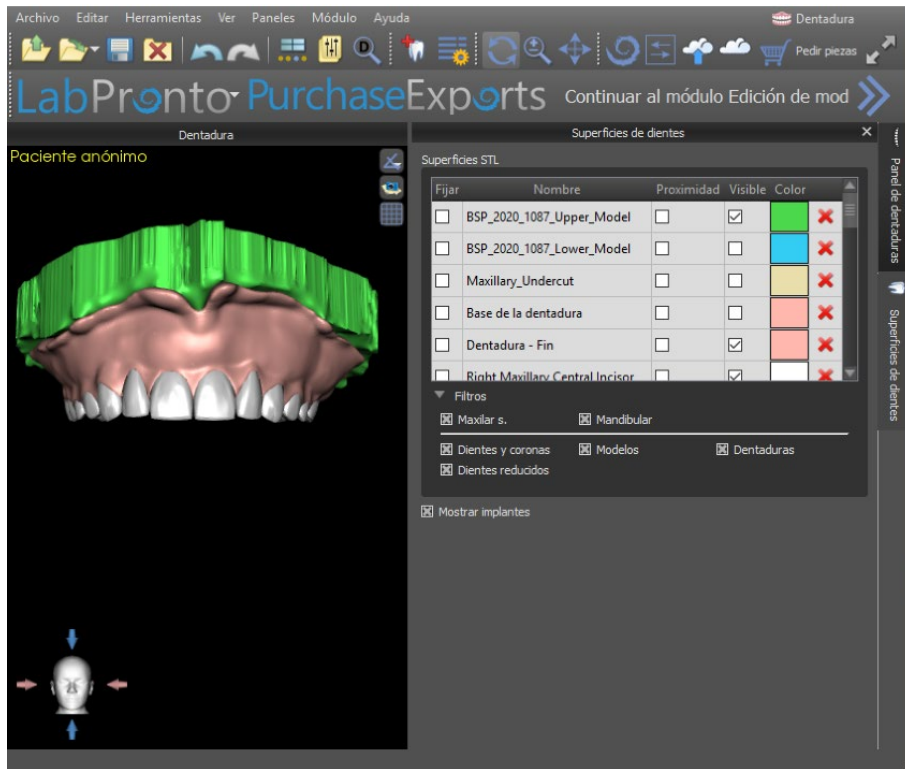 Archivo Editar Herramientas Ver Paneles Módulo Ayuda
Dentadura
D
Pedir piezas
LabPronto PurchaseExports Continuar al módulo Edición de mod
Dentadura
Superficies de dientes
Paciente anónimo
Superficies STL
Fijar Nombre Proximidad Visible Color
BSP_2020_1087_Upper_Model
BSP_2020_1087_Lower_Model
Maxillary_Undercut
Base de la dentadura
Dentadura - Fin
Right Maxillary Central Incisor
Filtros
Maxilar s. Mandibular
Dientes y coronas Modelos Dentaduras
Dientes reducidos
Mostrar implantes
Panel de dentaduras
Superficies de dientes